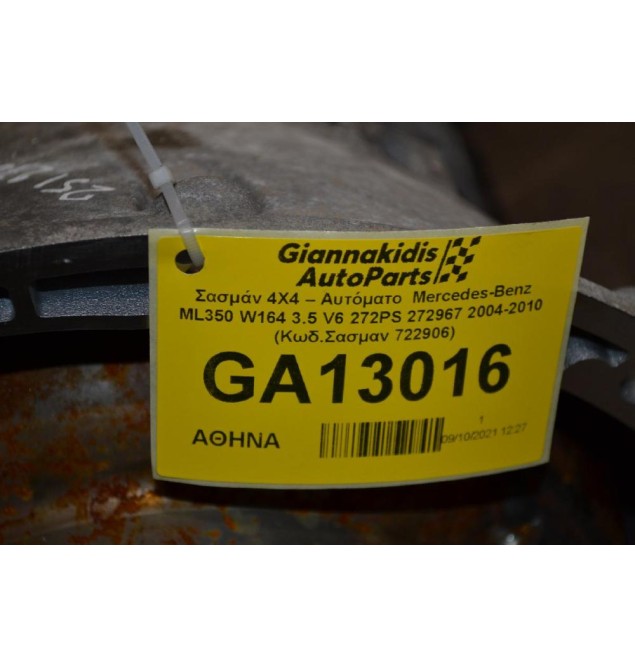 Giannakidis
AutoParts
Σασμάν 4Χ4 – Αυτόματο Mercedes-Benz
ML350 W164 3.5 V6 272PS 272967 2004-2010
(Κωδ.Σασμαν 722906)
GA13016
ΑΘΗΝΑ
1
09/10/2021 12:27